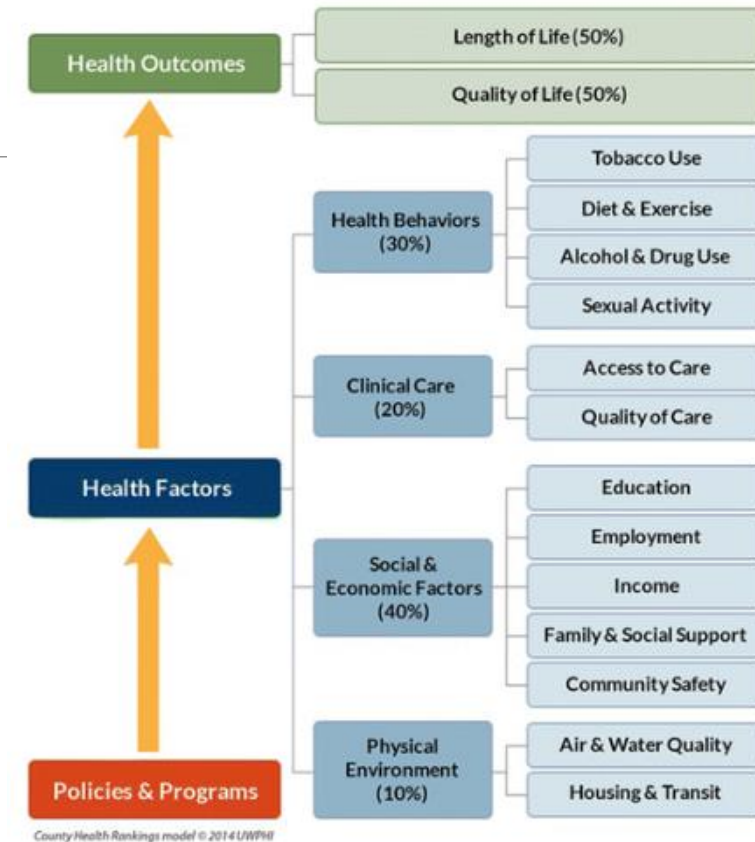 Health Outcomes
Length of Life (50%)
Quality of Life (50%)
Health Behaviors
(30%)
Tobacco Use
Diet & Exercise
Alcohol & Drug Use
Sexual Activity
Clinical Care
(20%)
Access to Care
Quality of Care
Health Factors
Social &
Economic Factors
(40%)
Education
Employment
Income
Family & Social Support
Community Safety
Physical
Environment
(10%)
Air & Water Quality
Housing & Transit
Policies & Programs
County Health Rankings model © 2014 UWPHI